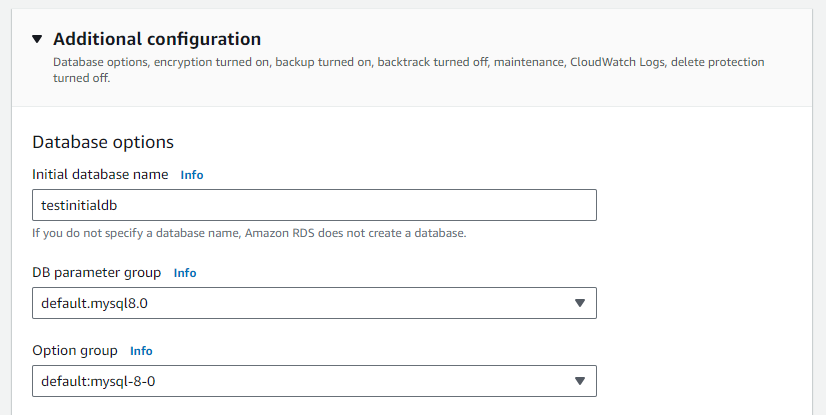 Additional configuration
Database options, encryption turned on, backup turned on, backtrack turned off, maintenance, CloudWatch Logs, delete protection
turned off.
Database options
Initial database name Info
testinitialdb
If you do not specify a database name, Amazon RDS does not create a database.
DB parameter group Info
default.mysql8.0
Option group Info
default:mysql-8-0